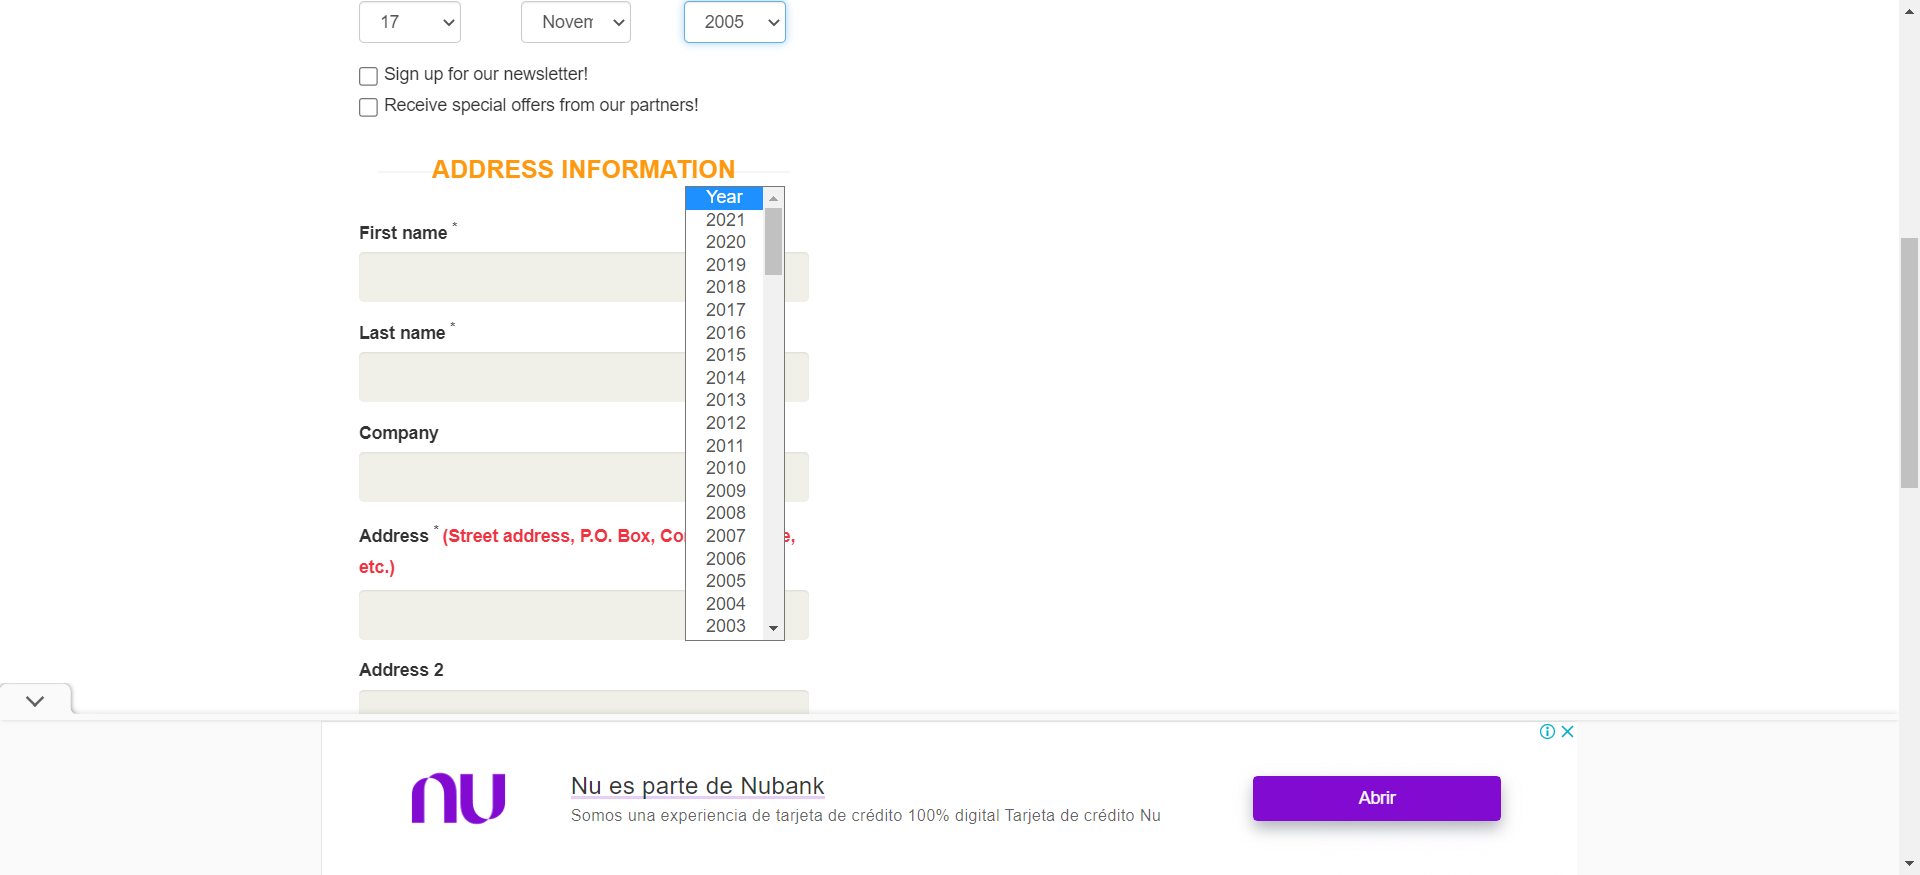 17
Novem
2005
Sign up for our newsletter!
Receive special offers from our partners!
ADDRESS INFORMATION
Year
2021
2020
2019
2018
2017
2016
2015
2014
2013
2012
2011
2010
2009
2008
2007
2006
2005
2004
2003
First name *
Last name *
Company
Address * (Street address, P.O. Box, Co e,
etc.)
Address 2
nu
Nu es parte de Nubank
Somos una experiencia de tarjeta de crédito 100% digital Tarjeta de crédito Nu
Abrir